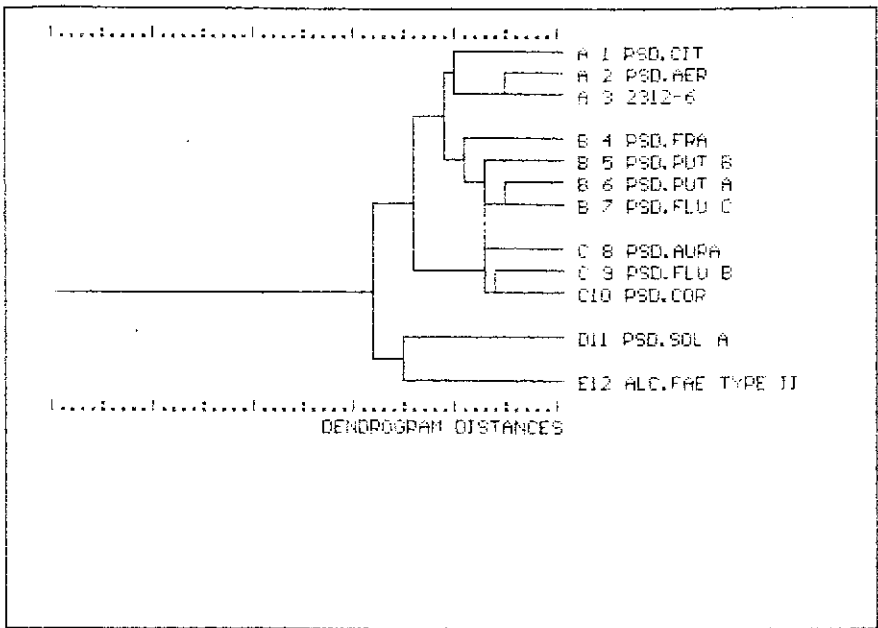 A 1 PSD.CIT
A 2 PSD.AER
A 3 2312-6
B 4 PSD.FRA
B 5 PSD.PUT B
B 6 PSD.PUT A
B 7 PSD.FLU C
C 8 PSD.AURA
C 9 PSD.FLU B
C10 PSD.COR
D11 PSD.SOL A
E12 ALC.FAE TYPE II
DENDROGRAM DISTANCES